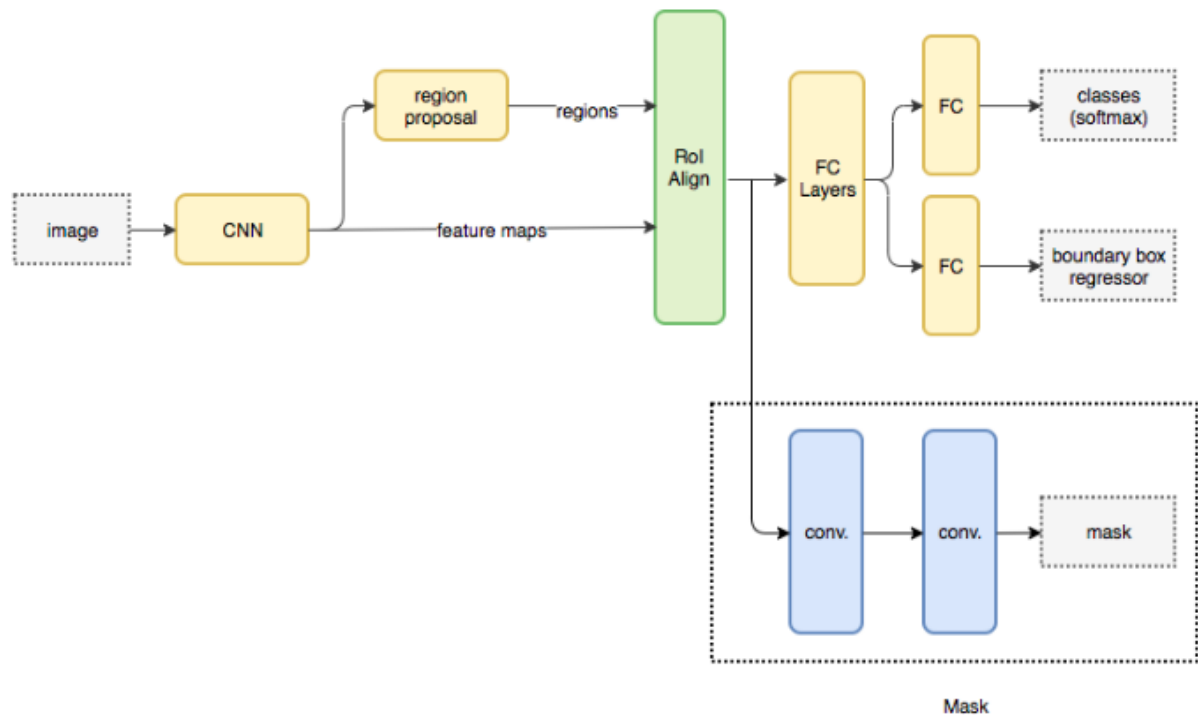 region
proposal
regions
image
CNN
feature maps
RoI
Align
FC
Layers
FC
classes
(softmax)
FC
boundary box
regressor
conv.
conv.
mask
Mask